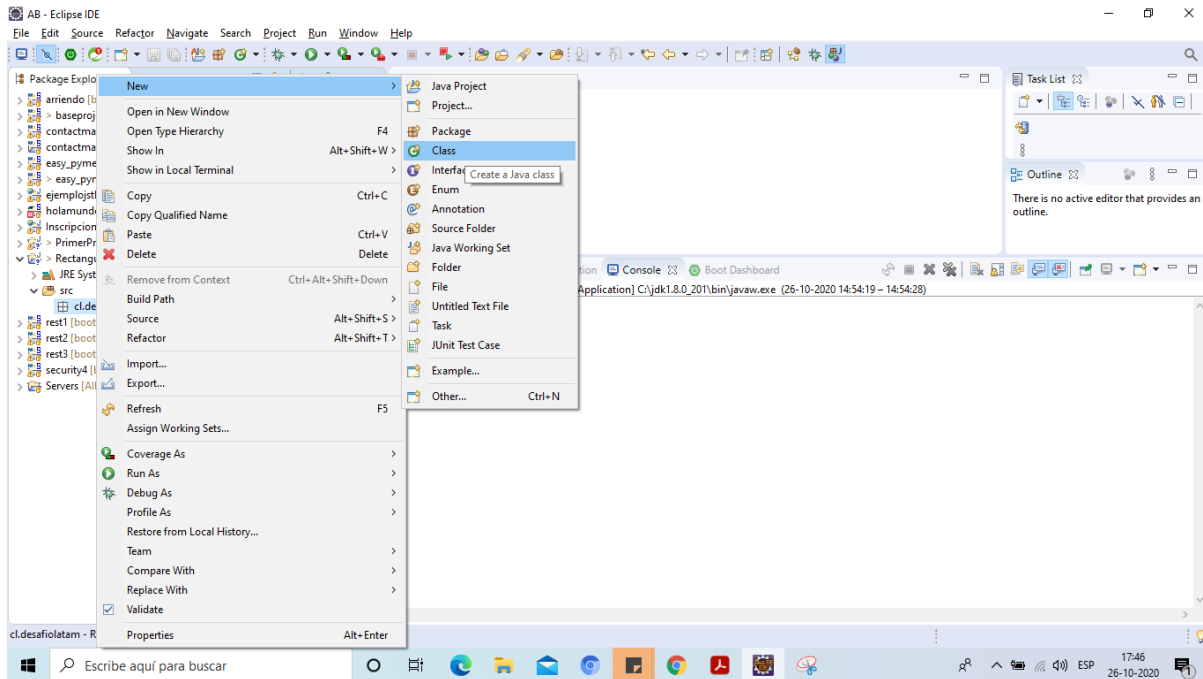 AB - Eclipse IDE
File Edit Source Refactor Navigate Search Project Run Window Help
Package Explo
arriendo [b
> baseproj
contactma
contactma
easy_pyme
> easy_pyr
ejemplojstl
holamundo
Inscripcion
> PrimerPr
> Rectangu
JRE Syst
src
cl.de
rest1 [boot
rest2 [boot
rest3 [boot
security4 [
Servers [All
New
Open in New Window
Open Type Hierarchy F4
Show In Alt+Shift+W >
Show in Local Terminal
Copy Ctrl+C
Copy Qualified Name
Paste Ctrl+V
Delete Delete
Remove from Context Ctrl+Alt+Shift+Down
Build Path
Source Alt+Shift+S >
Refactor Alt+Shift+T >
Import...
Export...
Refresh F5
Assign Working Sets...
Coverage As
Run As
Debug As
Profile As
Restore from Local History...
Team
Compare With
Replace With
Validate
Properties Alt+Enter
Java Project
Project...
Package
Class
Interfac
Create a Java class
Enum
Annotation
Source Folder
Java Working Set
Folder
File
Untitled Text File
Task
JUnit Test Case
Example...
Other... Ctrl+N
Task List
Outline
There is no active editor that provides an
outline.
tion Console Boot Dashboard
Application] C:\jdk1.8.0_201\bin\javaw.exe (26-10-2020 14:54:19 – 14:54:28)
cl.desafiolatam - R
Escribe aquí para buscar
ESP
17:46
26-10-2020
1